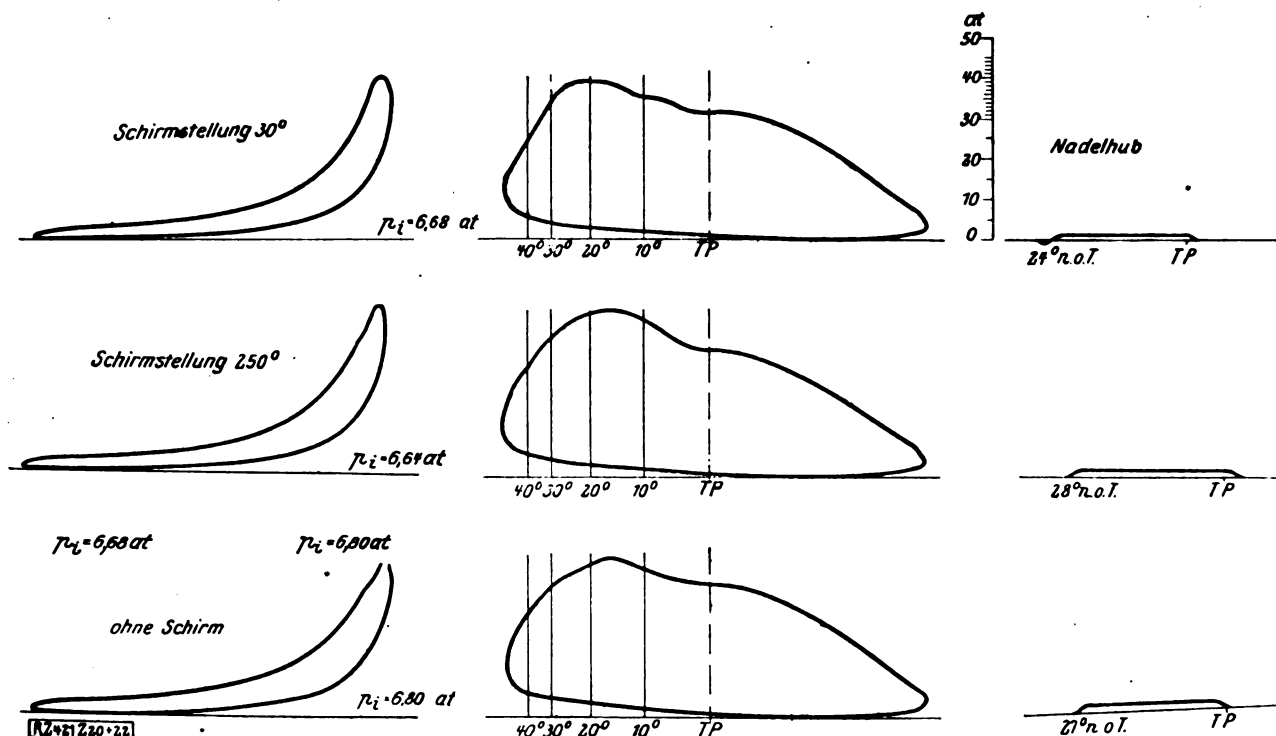 at
50
40
30
20
10
0
Schirmstellung 30°
p_i=6,68 at
40° 30° 20° 10° TP
Nadelhub
24°n.o.T. TP
Schirmstellung 250°
p_i=6,64 at
40° 30° 20° 10° TP
28°n.o.T. TP
p_i=6,68 at p_i=6,80 at
ohne Schirm
p_i=6,80 at
40° 30° 20° 10° TP
27°n.o.T. TP
RZ421Z20+22